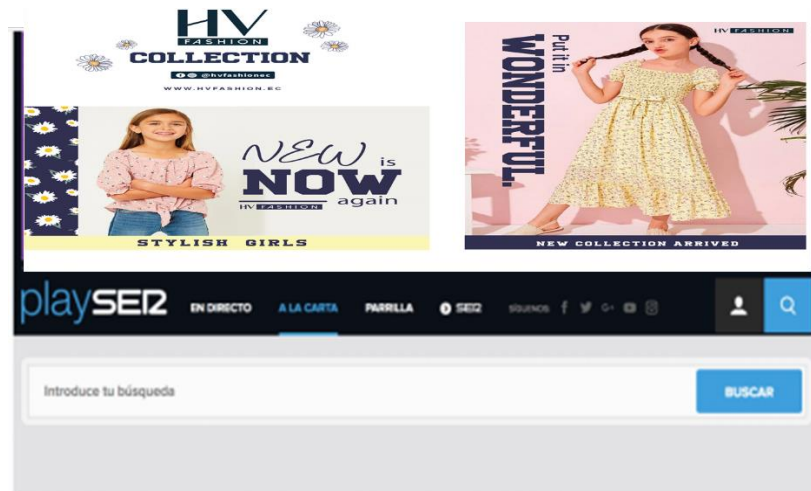 HV
FASHION
COLLECTION
@hvfashionec
WWW.HVFASHION.EC
NEW is
NOW
HV FASHION again
STYLISH GIRLS
HV FASHION
Put it in
WONDERFUL.
NEW COLLECTION ARRIVED
playSER EN DIRECTO A LA CARTA PARRILLA SER SÍGUENOS f G+
Introduce tu búsqueda BUSCAR